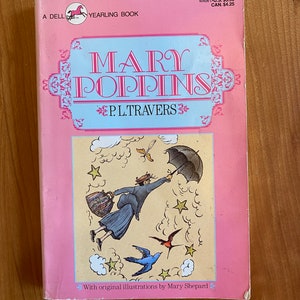 A DELL YEARLING BOOK
CAN. $4.25
MARY
POPPINS
P.L.TRAVERS
With original illustrations by Mary Shepard